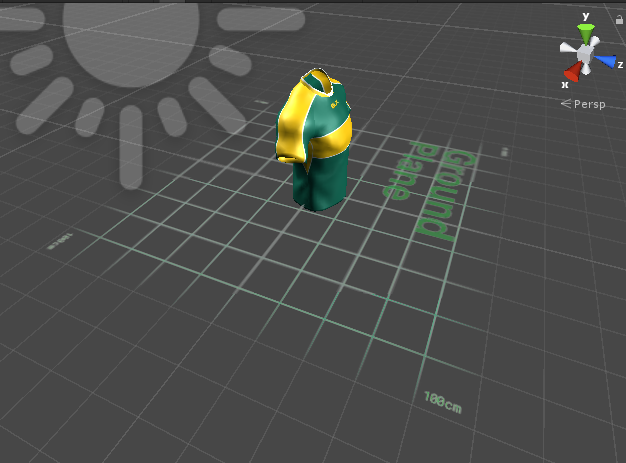 y
z
x
Persp
Ground
Plane
100cm